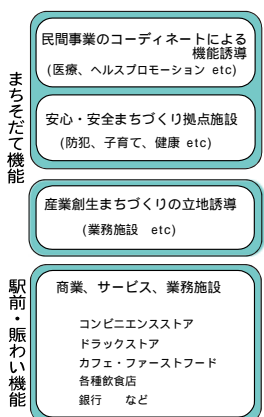 まちそだて機能
民間事業のコーディネートによる
機能誘導
(医療、ヘルスプロモーション etc)
安心・安全まちづくり拠点施設
(防犯、子育て、健康 etc)
産業創生まちづくりの立地誘導
(業務施設 etc)
駅前・賑わい機能
商業、サービス、業務施設
コンビニエンスストア
ドラックストア
カフェ・ファーストフード
各種飲食店
銀行 など